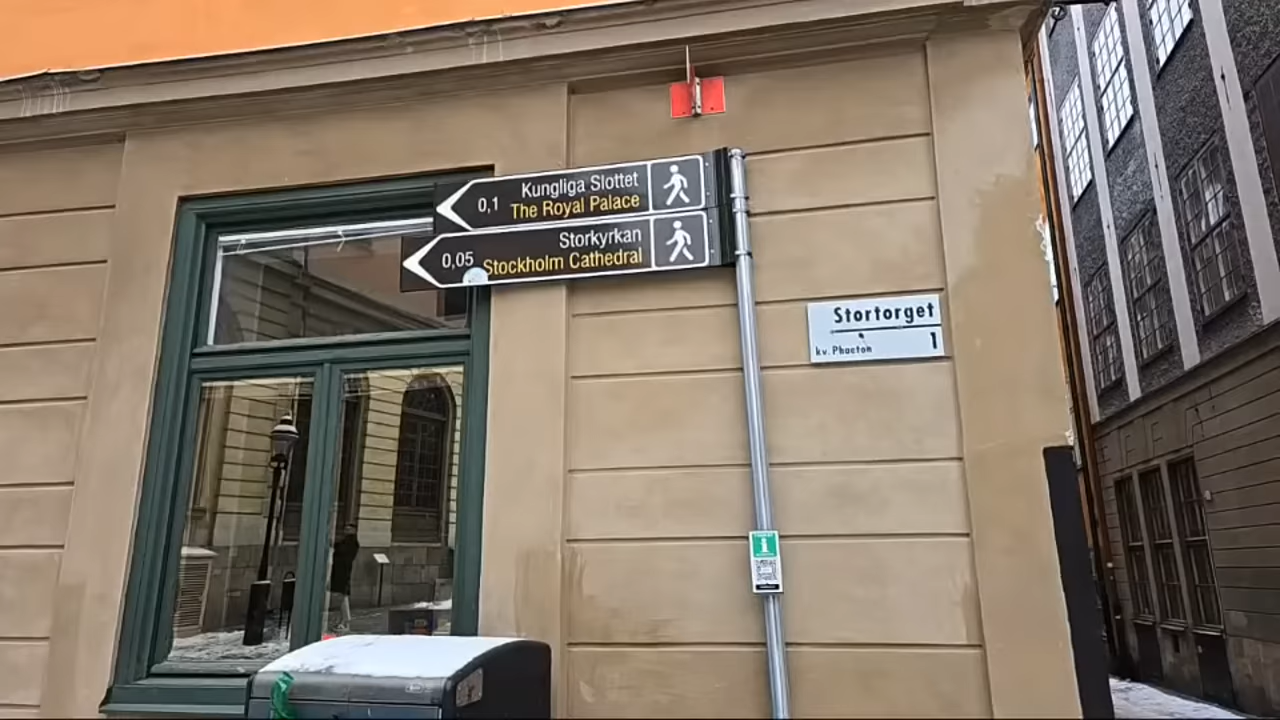 Kungliga Slottet
0,1 The Royal Palace
Storkyrkan
0,05 Stockholm Cathedral
Stortorget
kv. Phaeton 1
i